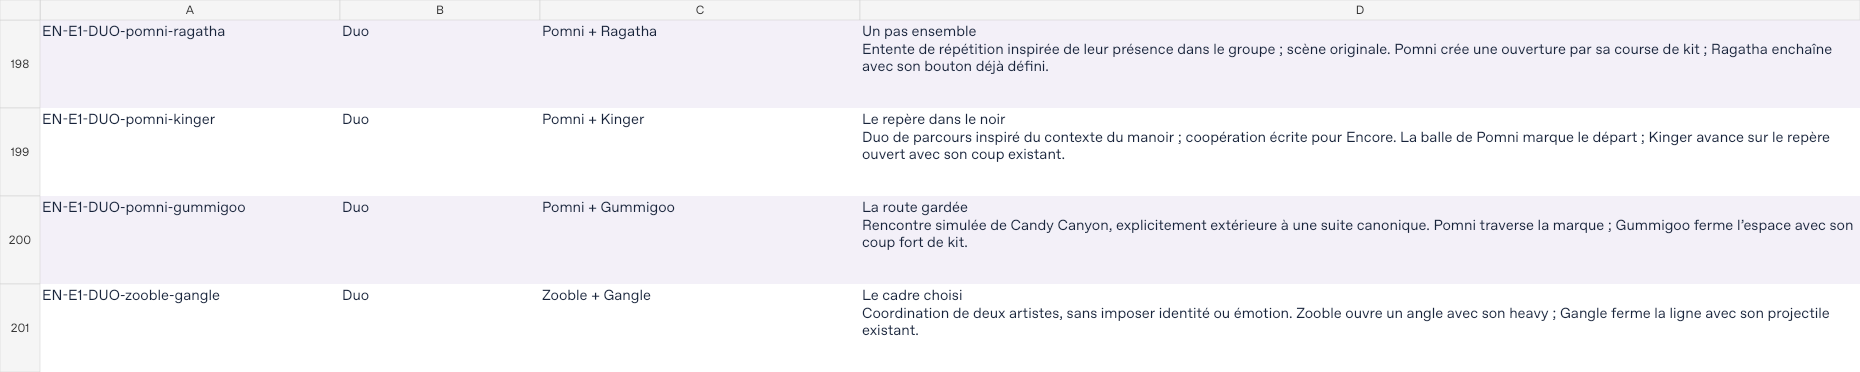 A B C D
198 EN-E1-DUO-pomni-ragatha Duo Pomni + Ragatha Un pas ensemble
Entente de répétition inspirée de leur présence dans le groupe ; scène originale. Pomni crée une ouverture par sa course de kit ; Ragatha enchaîne
avec son bouton déjà défini.
199 EN-E1-DUO-pomni-kinger Duo Pomni + Kinger Le repère dans le noir
Duo de parcours inspiré du contexte du manoir ; coopération écrite pour Encore. La balle de Pomni marque le départ ; Kinger avance sur le repère
ouvert avec son coup existant.
200 EN-E1-DUO-pomni-gummigoo Duo Pomni + Gummigoo La route gardée
Rencontre simulée de Candy Canyon, explicitement extérieure à une suite canonique. Pomni traverse la marque ; Gummigoo ferme l’espace avec son
coup fort de kit.
201 EN-E1-DUO-zooble-gangle Duo Zooble + Gangle Le cadre choisi
Coordination de deux artistes, sans imposer identité ou émotion. Zooble ouvre un angle avec son heavy ; Gangle ferme la ligne avec son projectile
existant.